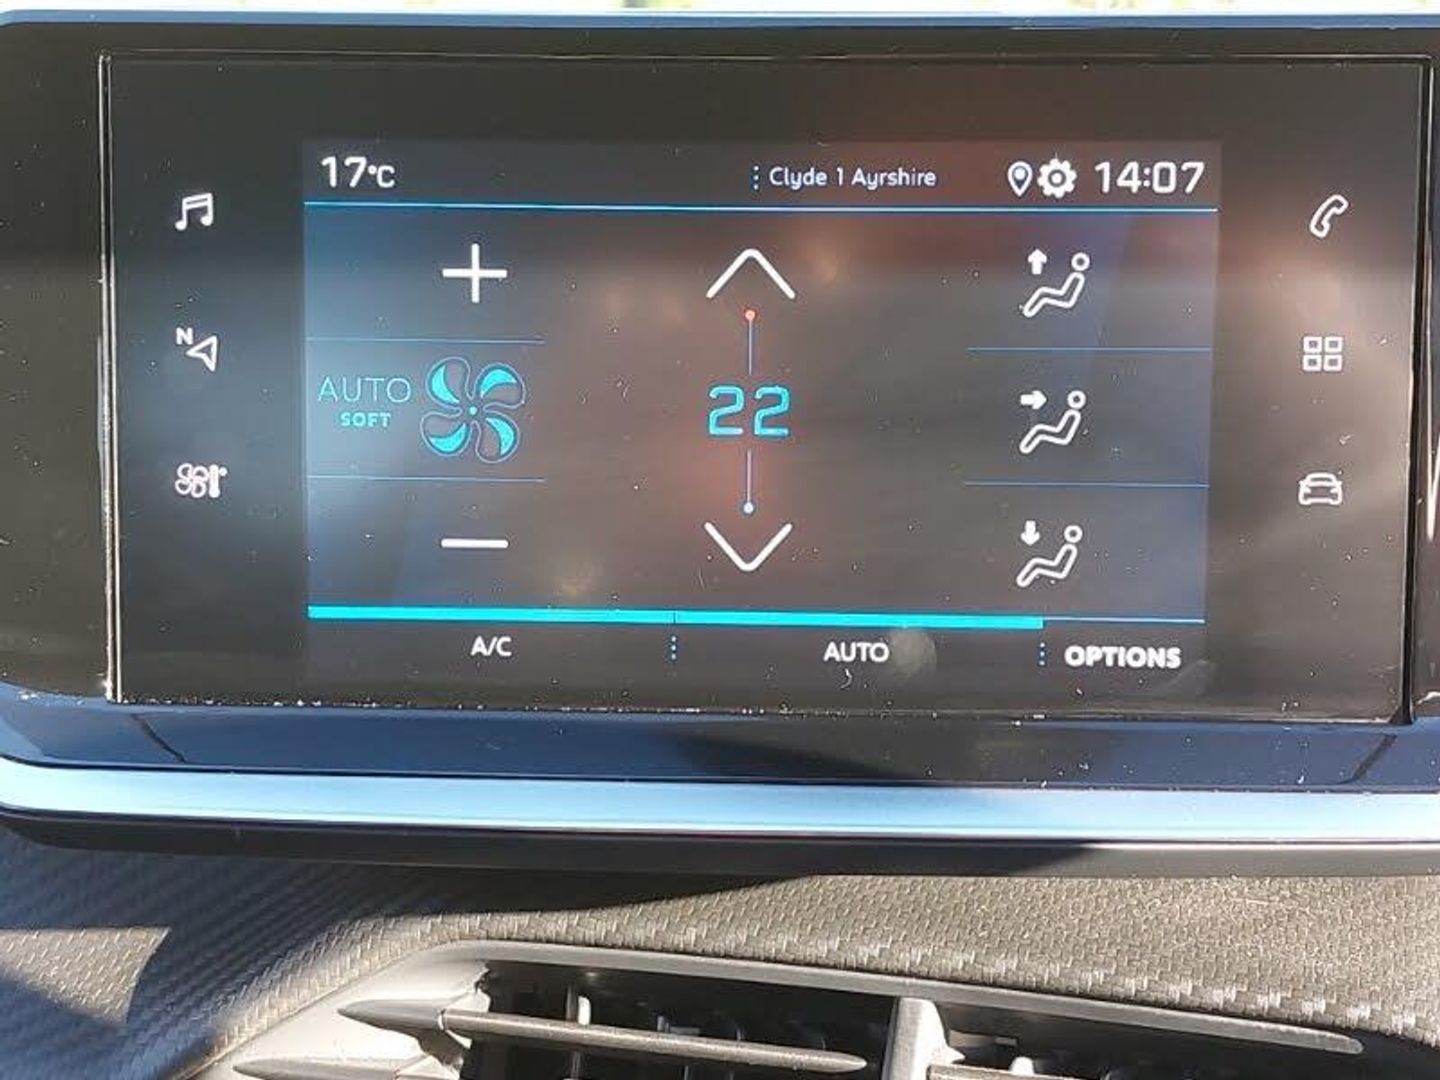 17°C
Clyde 1 Ayrshire
14:07
N
AUTO
SOFT
22
A/C
AUTO
OPTIONS